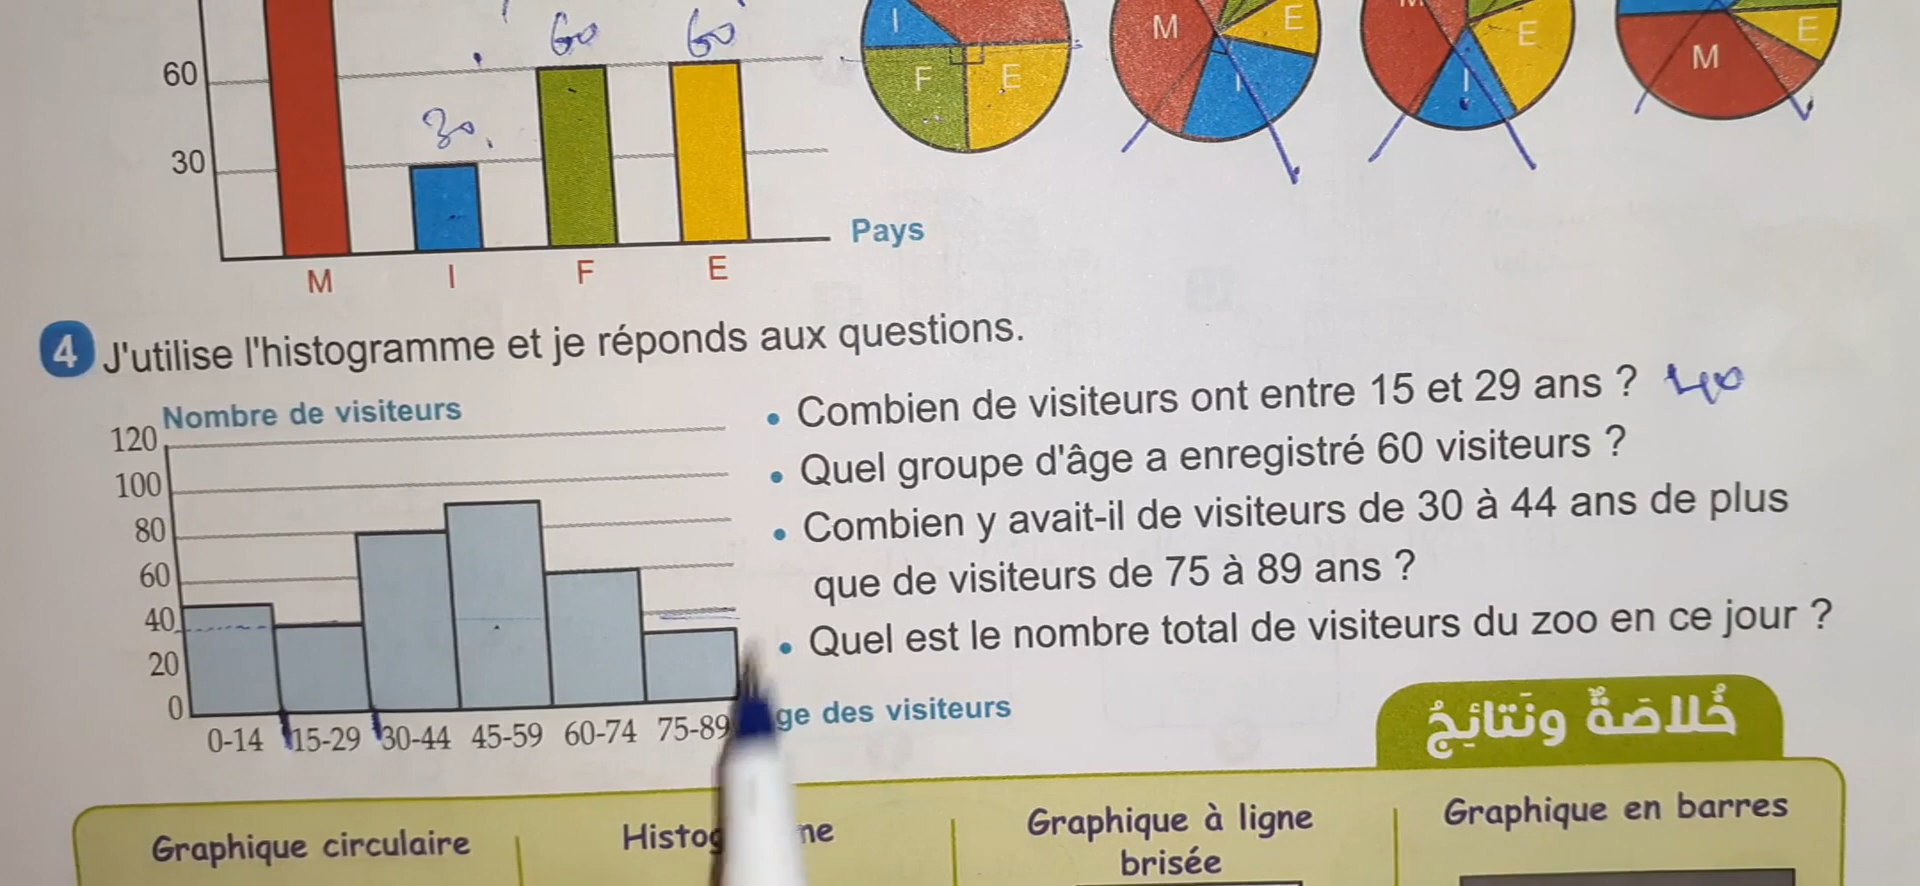 60 60
I M E M E M E
60
F E I I
30.
30
Pays
M I F E
4 J'utilise l'histogramme et je réponds aux questions.
Nombre de visiteurs
• Combien de visiteurs ont entre 15 et 29 ans ? 40
120
• Quel groupe d'âge a enregistré 60 visiteurs ?
100
• Combien y avait-il de visiteurs de 30 à 44 ans de plus
80
que de visiteurs de 75 à 89 ans ?
60
• Quel est le nombre total de visiteurs du zoo en ce jour ?
40
20
0
0-14 15-29 30-44 45-59 60-74 75-89 ge des visiteurs
خُلاصَةٌ ونَتائِجُ
Graphique circulaire
Histog me
Graphique à ligne
brisée
Graphique en barres